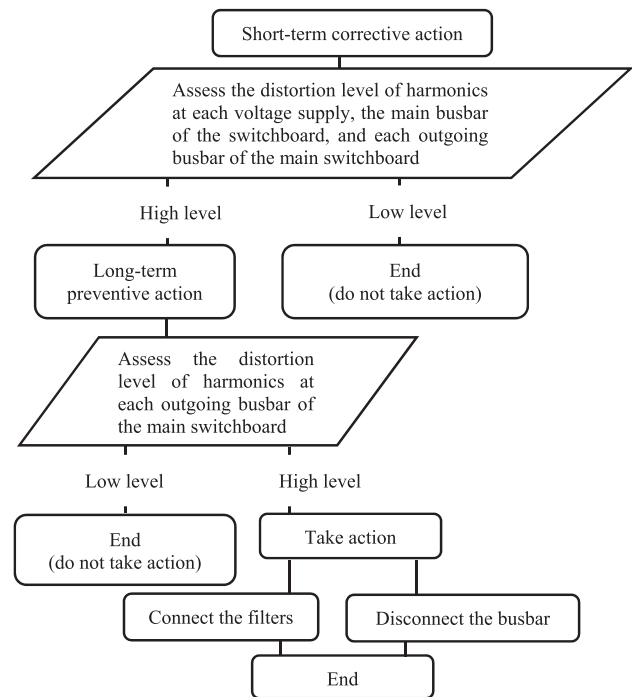 Short-term corrective action
Assess the distortion level of harmonics
at each voltage supply, the main busbar
of the switchboard, and each outgoing
busbar of the main switchboard
High level
Low level
Long-term
preventive action
End
(do not take action)
Assess the distortion
level of harmonics at
each outgoing busbar of
the main switchboard
Low level
High level
End
(do not take action)
Take action
Connect the filters
Disconnect the busbar
End